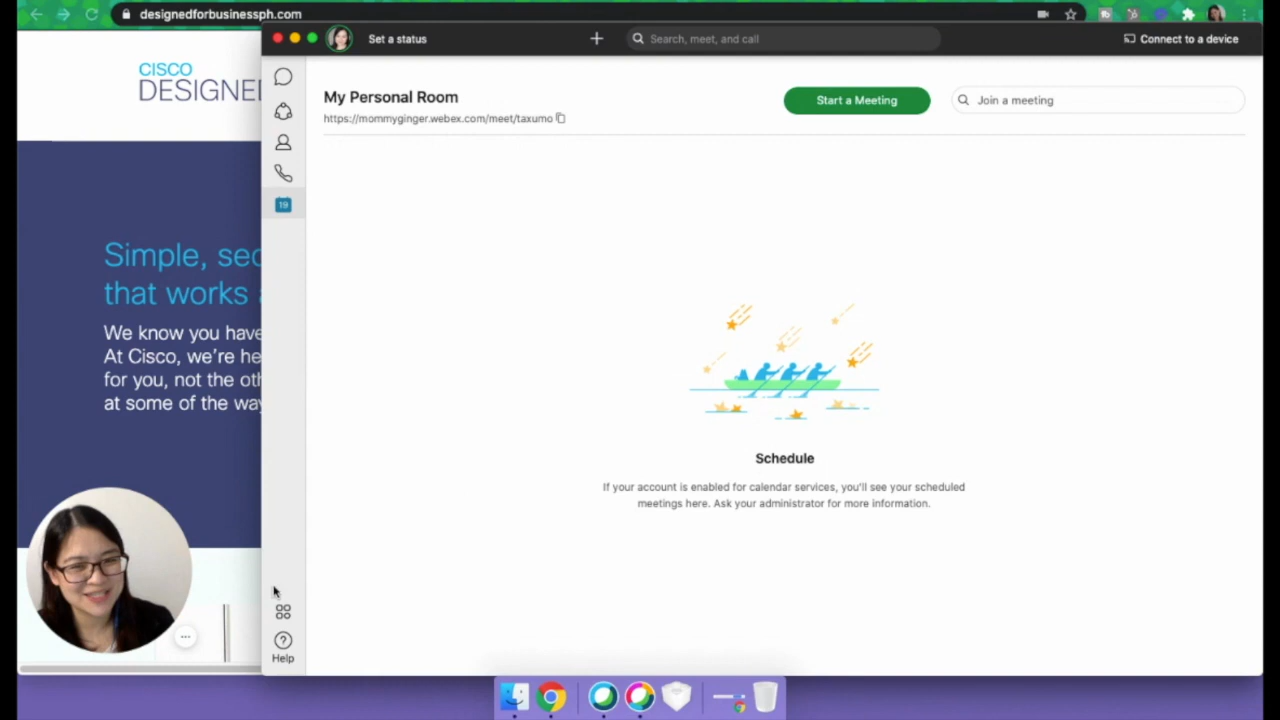 designedforbusinessph.com
Set a status
Search, meet, and call
Connect to a device
CISCO
DESIGNE
My Personal Room
https://mommyginger.webex.com/meet/taxumo
Start a Meeting
Join a meeting
19
Simple, sec
that works a
We know you have
At Cisco, we're he
for you, not the oth
at some of the way
Schedule
If your account is enabled for calendar services, you'll see your scheduled
meetings here. Ask your administrator for more information.
Help